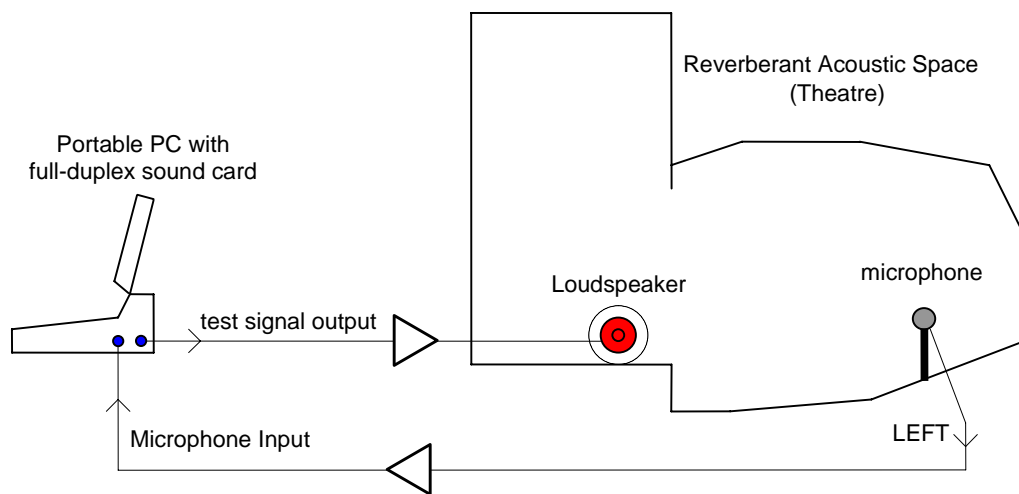 Reverberant Acoustic Space
(Theatre)
Portable PC with
full-duplex sound card
microphone
Loudspeaker
test signal output
Microphone Input
LEFT